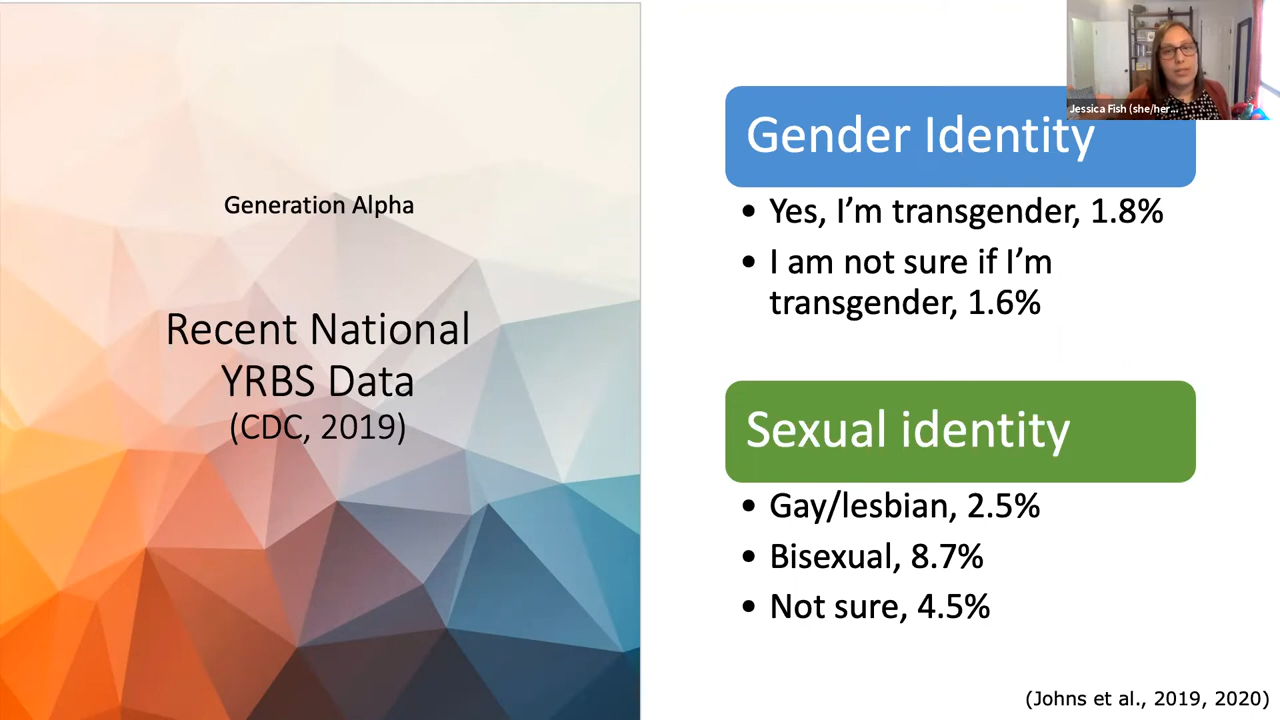 Generation Alpha
Recent National
YRBS Data
(CDC, 2019)
Jessica Fish (she/her...
Gender Identity
• Yes, I'm transgender, 1.8%
• I am not sure if I'm
transgender, 1.6%
Sexual identity
• Gay/lesbian, 2.5%
• Bisexual, 8.7%
• Not sure, 4.5%
(Johns et al., 2019, 2020)